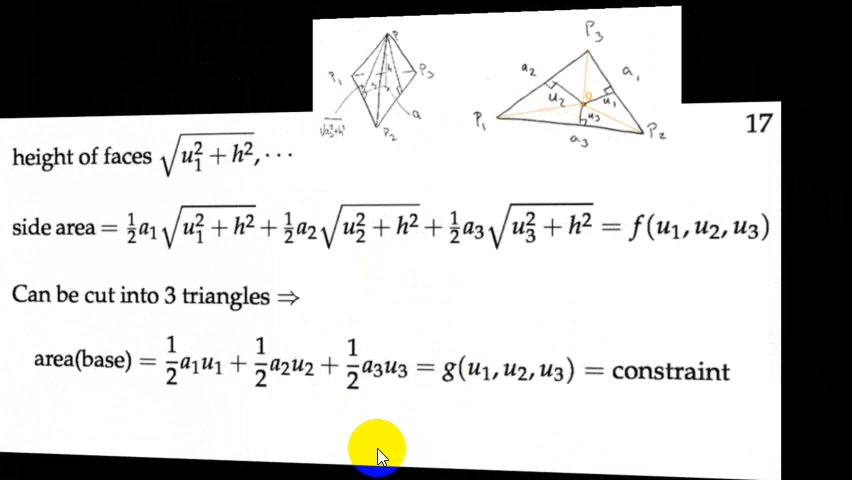 P
P₁
P₃
h
P₂
a
√u₃²+h²
P₃
a₂
a₁
u₂
u₁
P₁
u₃
P₂
a₃
17
height of faces √u₁² + h², ⋯
side area = ½a₁√u₁² + h² + ½a₂√u₂² + h² + ½a₃√u₃² + h² = f(u₁, u₂, u₃)
Can be cut into 3 triangles ⇒
area(base) = ½a₁u₁ + ½a₂u₂ + ½a₃u₃ = g(u₁, u₂, u₃) = constraint